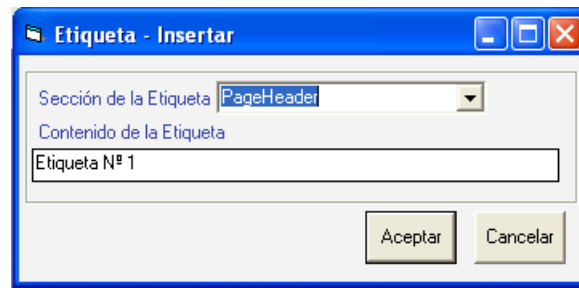 Etiqueta - Insertar
Sección de la Etiqueta PageHeader
Contenido de la Etiqueta
Etiqueta Nº 1
Aceptar Cancelar